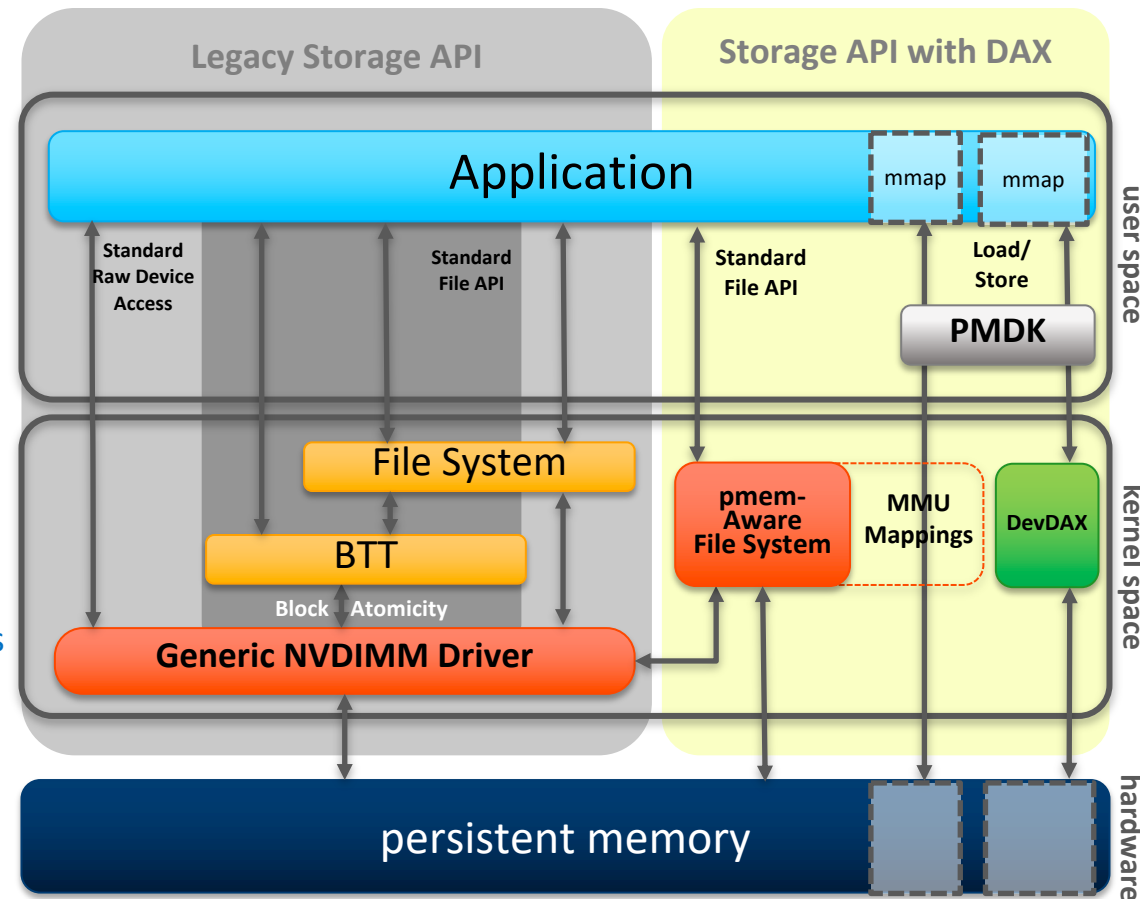 Legacy Storage API
Storage API with DAX
Application
mmap
mmap
user space
Standard
Raw Device
Access
Standard
File API
Standard
File API
Load/
Store
PMDK
File System
BTT
Block Atomicity
Generic NVDIMM Driver
pmem-
Aware
File System
MMU
Mappings
DevDAX
kernel space
s
persistent memory
hardware